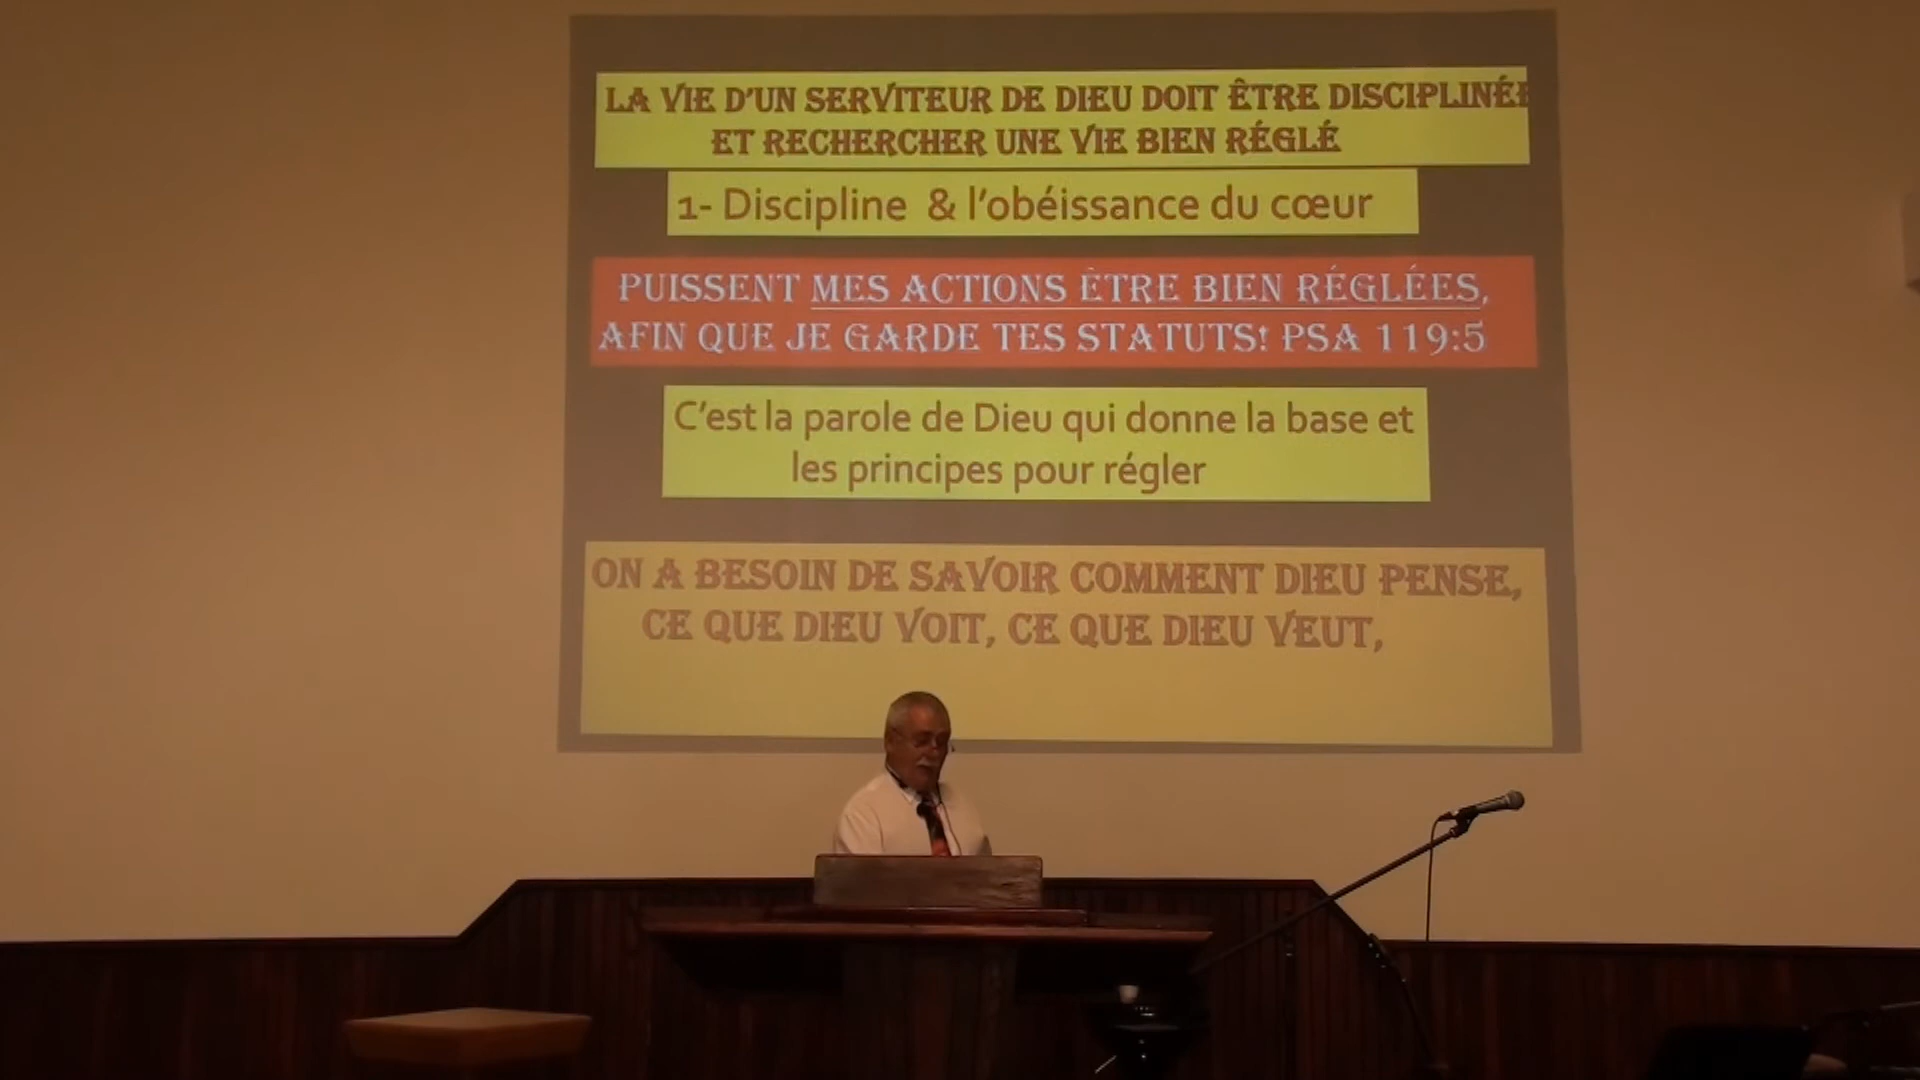 LA VIE D'UN SERVITEUR DE DIEU DOIT ÊTRE DISCIPLINÉE
ET RECHERCHER UNE VIE BIEN RÉGLÉ
1- Discipline & l'obéissance du cœur
PUISSENT MES ACTIONS ÊTRE BIEN RÉGLÉES,
AFIN QUE JE GARDE TES STATUTS! PSA 119:5
C'est la parole de Dieu qui donne la base et
les principes pour régler
ON A BESOIN DE SAVOIR COMMENT DIEU PENSE,
CE QUE DIEU VOIT, CE QUE DIEU VEUT,